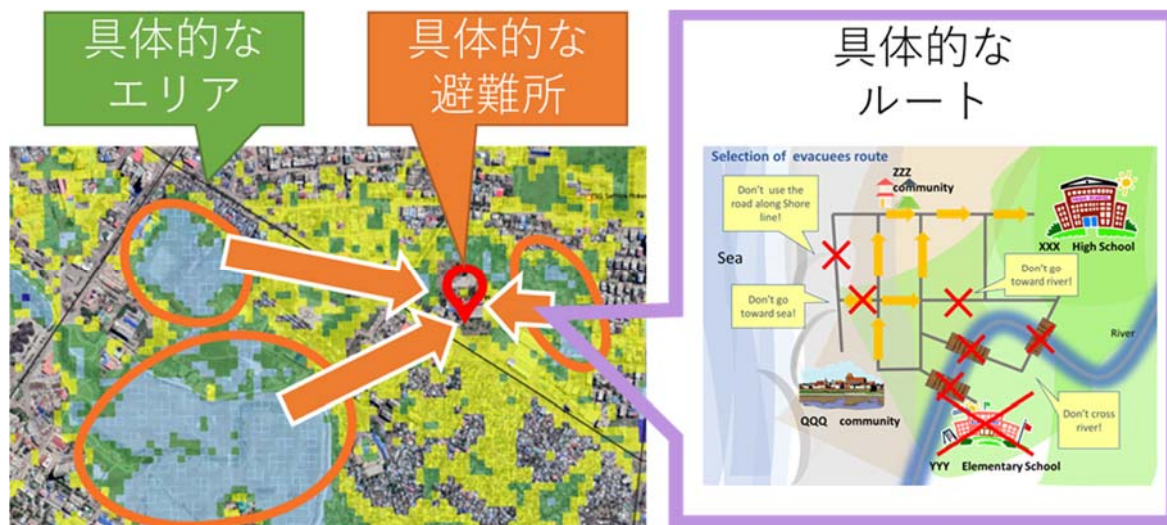 具体的な
エリア
具体的な
避難所
具体的な
ルート
Selection of evacuees route
ZZZ
community
Don't use the
road along Shore
line!
XXX High School
Sea
Don't go
toward river!
Don't go
toward sea!
River
QQQ community
Don't cross
river!
YYY Elementary School